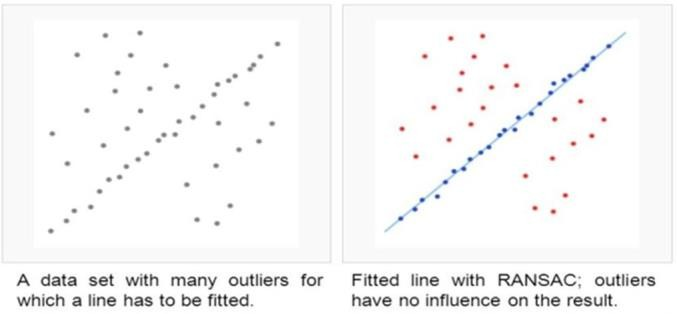 A data set with many outliers for
which a line has to be fitted.
Fitted line with RANSAC; outliers
have no influence on the result.